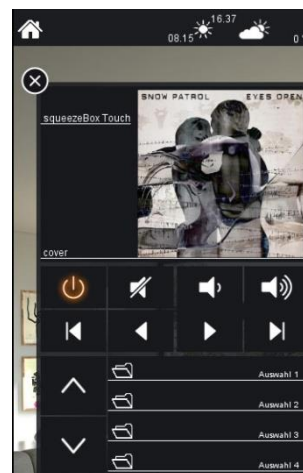 16.37
08.15
0
SNOW PATROL EYES OPEN
squeezeBox Touch
cover
Auswahl 1
Auswahl 2
Auswahl 3
Auswahl 4